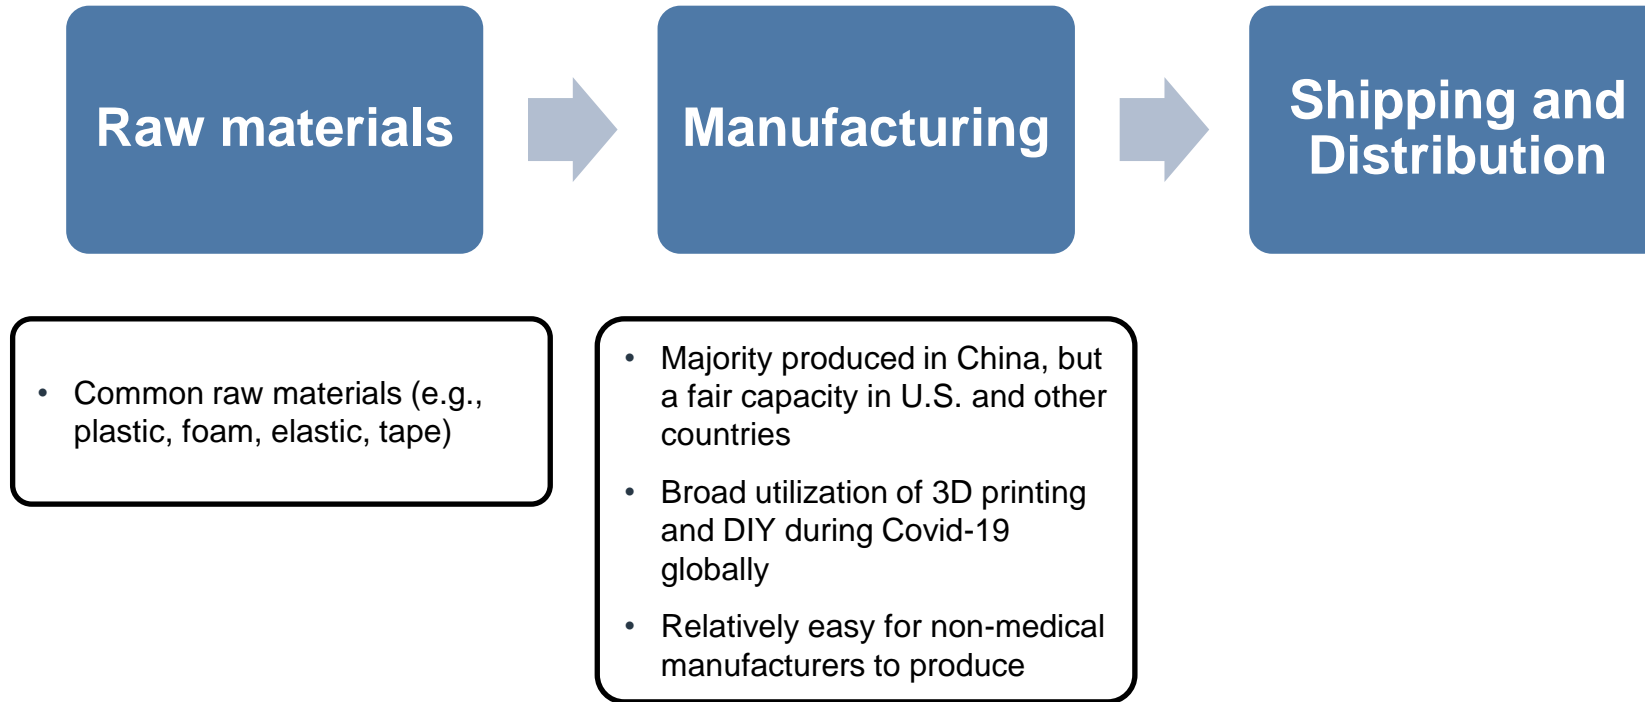 Raw materials
Manufacturing
Shipping and
Distribution
• Common raw materials (e.g.,
plastic, foam, elastic, tape)
• Majority produced in China, but
a fair capacity in U.S. and other
countries
• Broad utilization of 3D printing
and DIY during Covid-19
globally
• Relatively easy for non-medical
manufacturers to produce